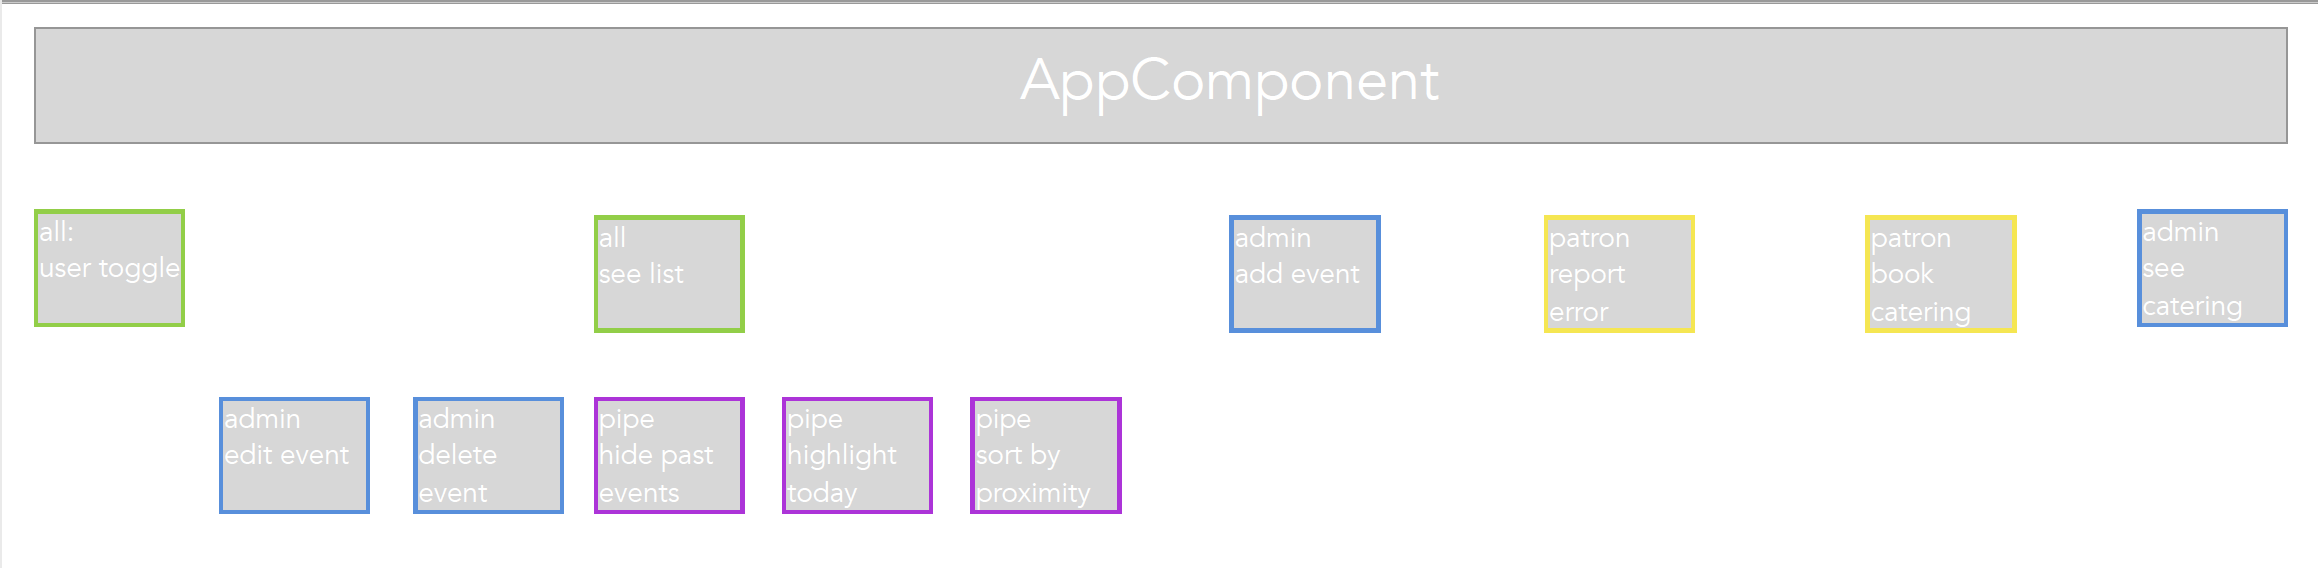 AppComponent
all:
user toggle
all
see list
admin
add event
patron
report
error
patron
book
catering
admin
see
catering
admin
edit event
admin
delete
event
pipe
hide past
events
pipe
highlight
today
pipe
sort by
proximity